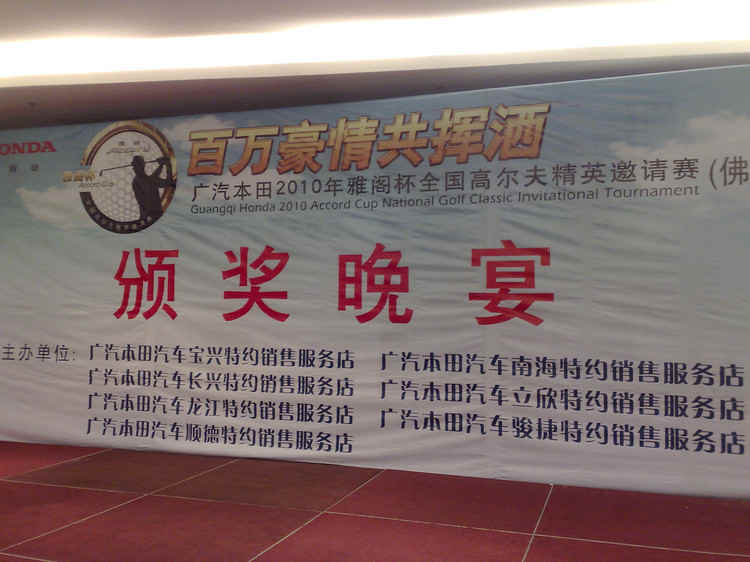 HONDA
百万豪情共挥洒
雅阁杯
Accord Cup
广汽本田2010年雅阁杯全国高尔夫精英邀请赛(佛
Guangqi Honda 2010 Accord Cup National Golf Classic Invitational Tournament
颁奖晚宴
主办单位:
广汽本田汽车宝兴特约销售服务店
广汽本田汽车长兴特约销售服务店
广汽本田汽车龙江特约销售服务店
广汽本田汽车顺德特约销售服务店
广汽本田汽车南海特约销售服务店
广汽本田汽车立欣特约销售服务店
广汽本田汽车骏捷特约销售服务店